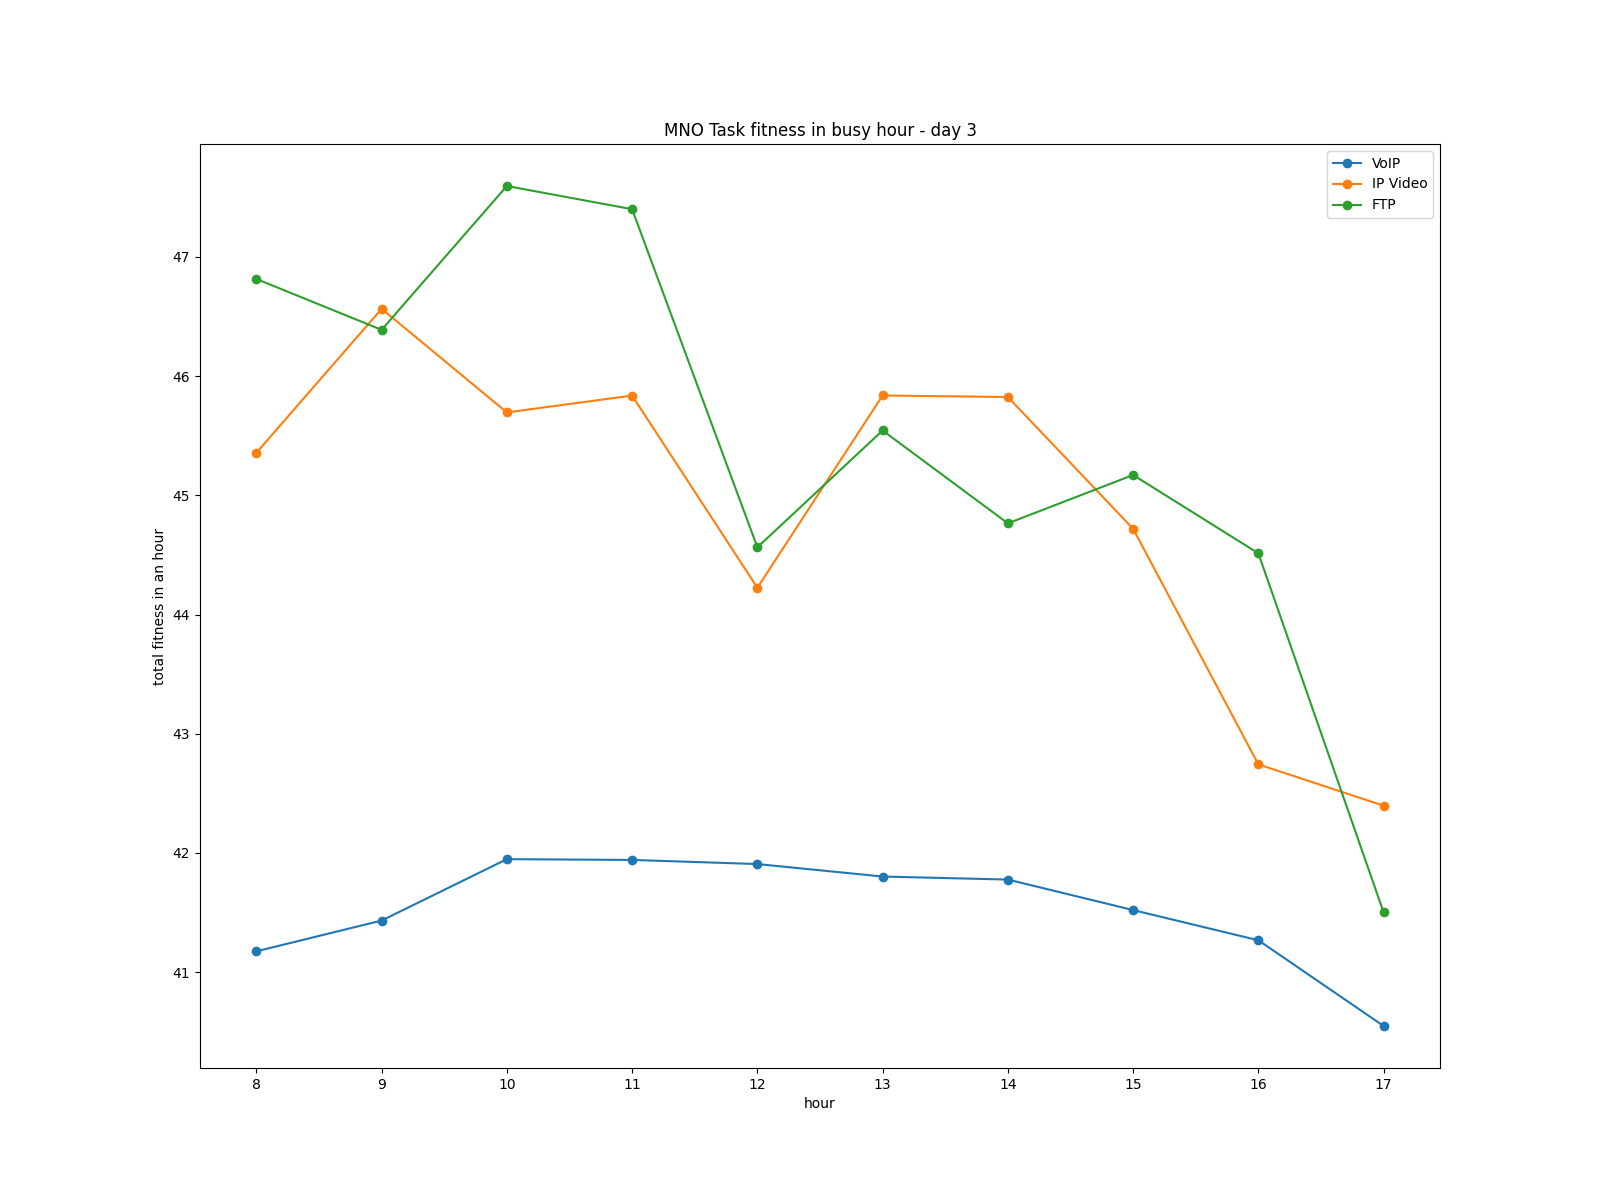 MNO Task fitness in busy hour - day 3
VoIP
IP Video
FTP
47
46
45
44
43
42
41
total fitness in an hour
8 9 10 11 12 13 14 15 16 17
hour